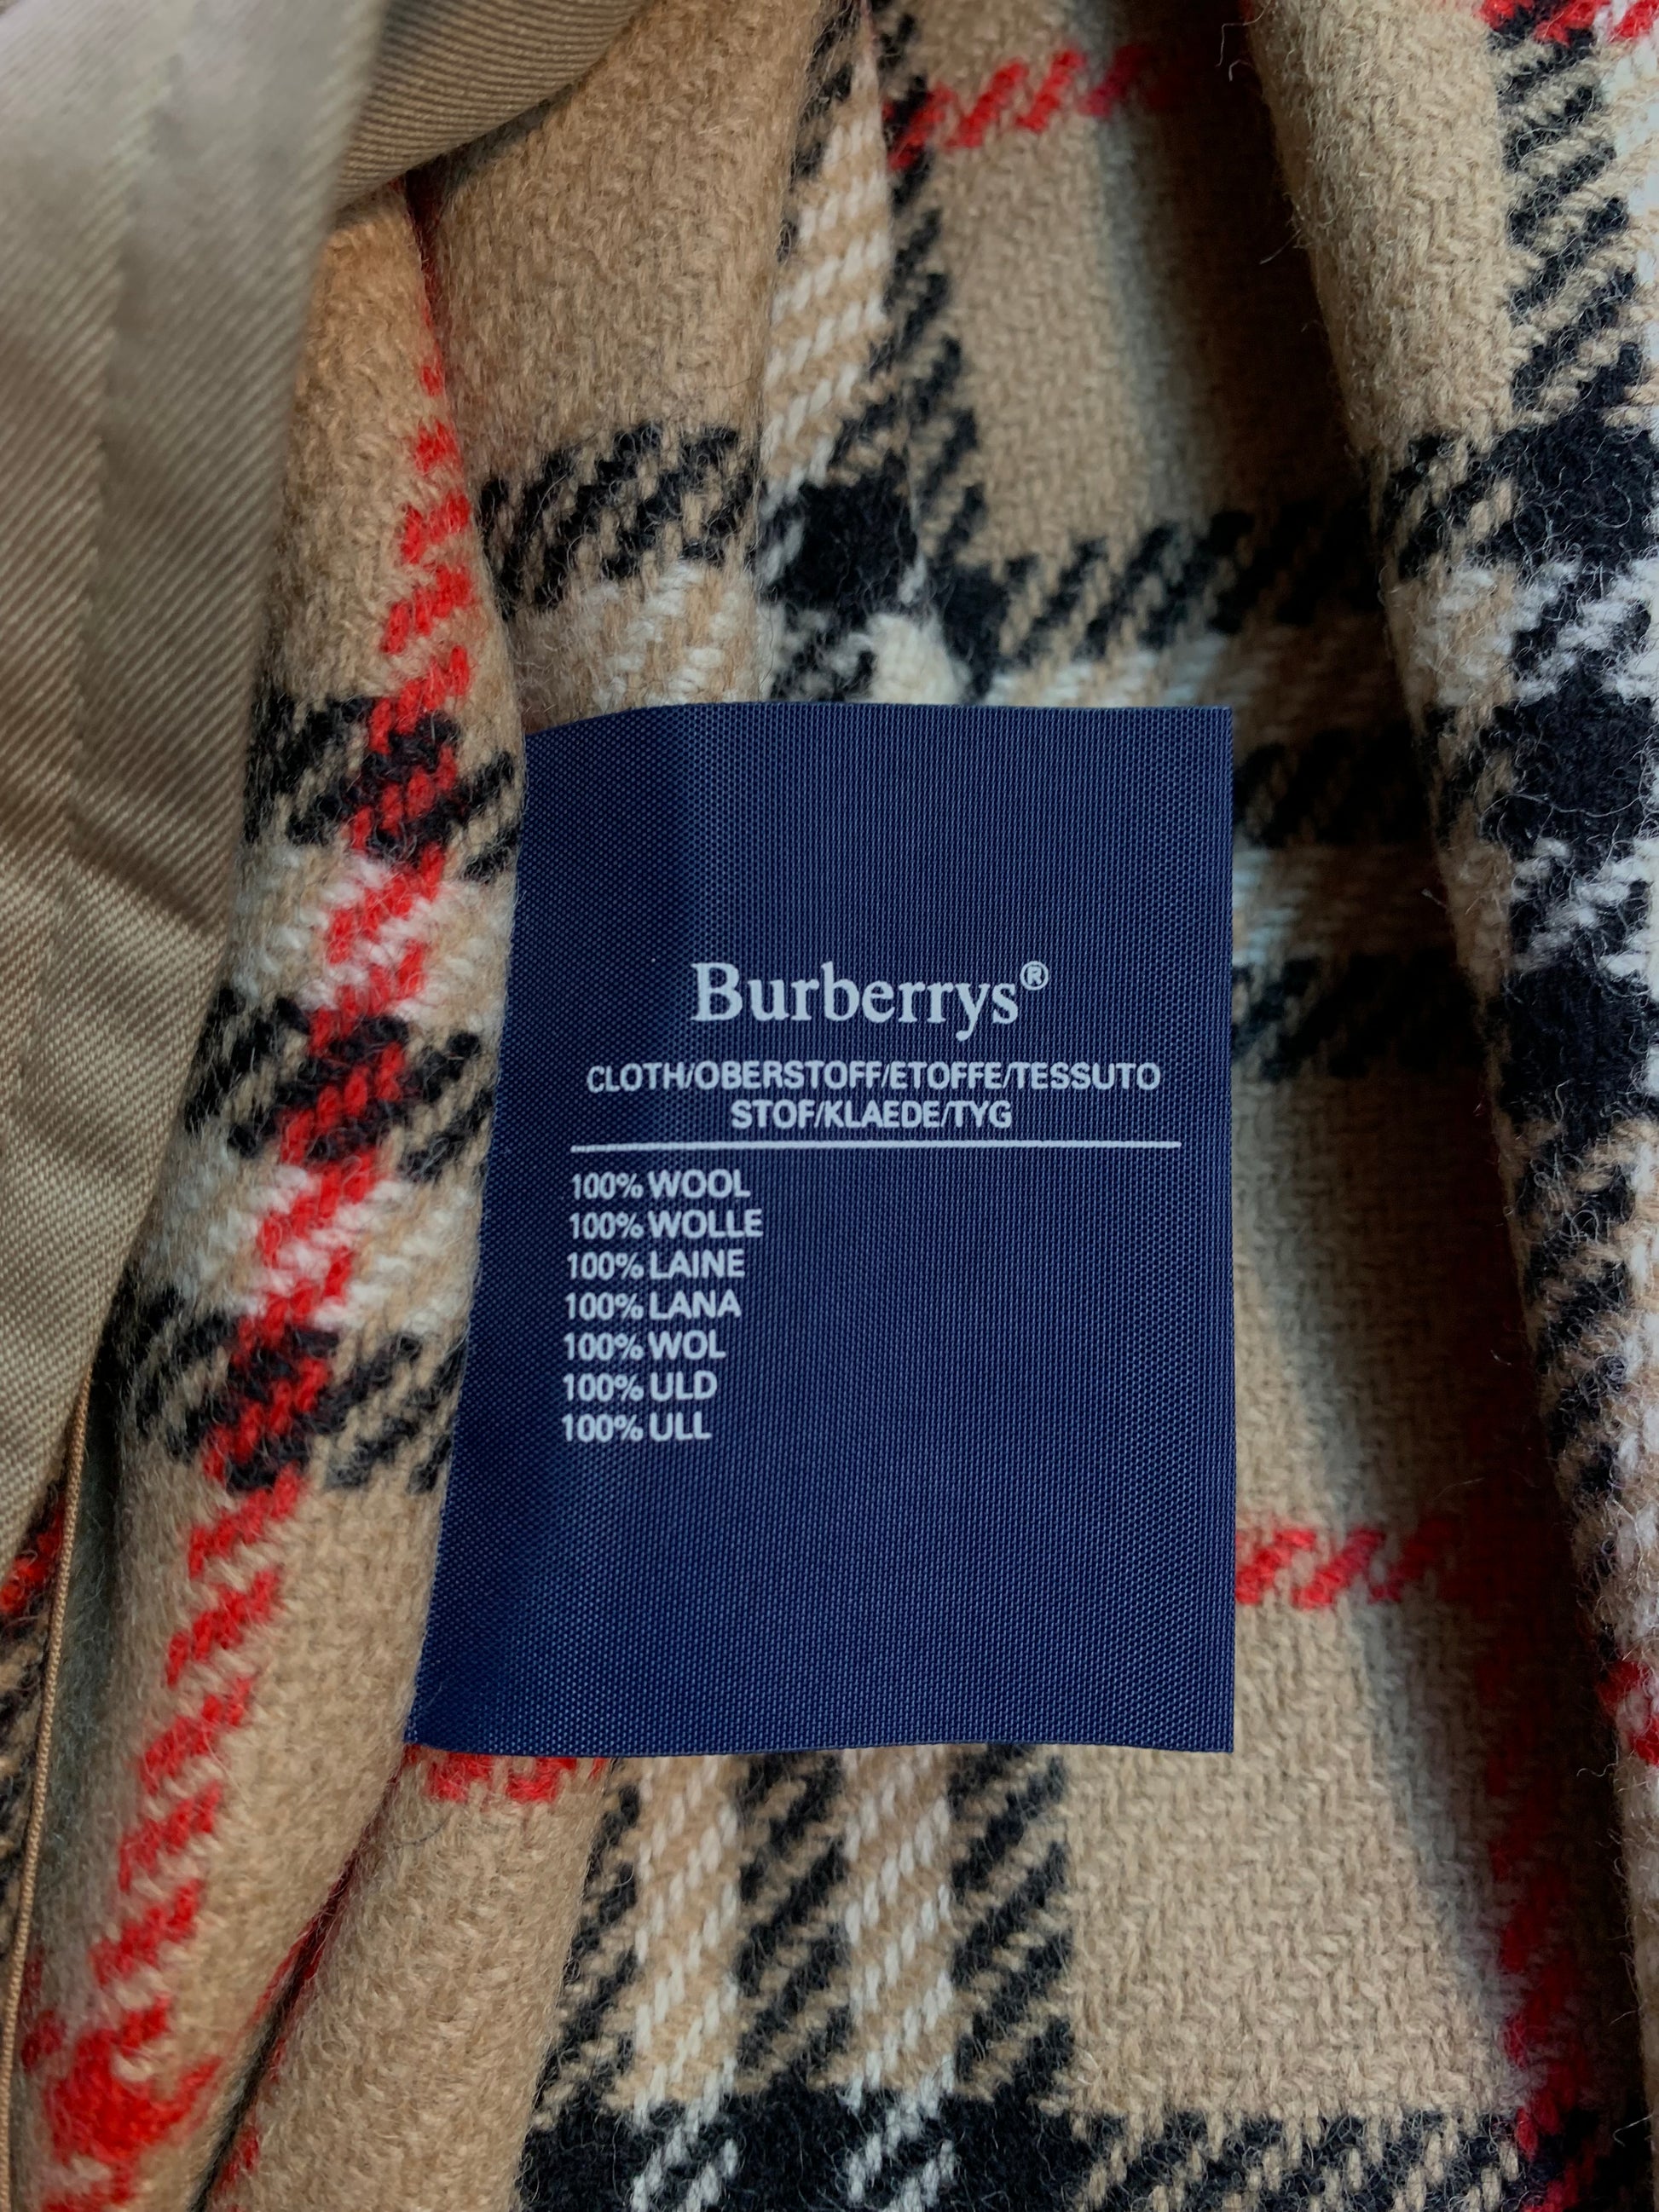 Burberrys®
CLOTH/OBERSTOFF/ETOFFE/TESSUTO
STOF/KLAEDE/TYG
100% WOOL
100% WOLLE
100% LAINE
100% LANA
100% WOL
100% ULD
100% ULL